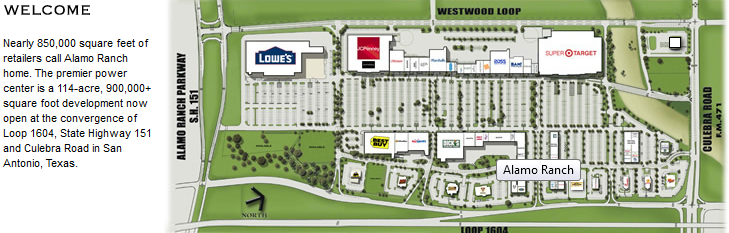 WELCOME
Nearly 850,000 square feet of
retailers call Alamo Ranch
home. The premier power
center is a 114-acre, 900,000+
square foot development now
open at the convergence of
Loop 1604, State Highway 151
and Culebra Road in San
Antonio, Texas.
WESTWOOD LOOP
ALAMO RANCH PARKWAY
S.H. 151
LOWE'S
JCPenney
ROSS
SUPER TARGET
CULEBRA ROAD
F.M. 471
BEST BUY
DICK'S
Alamo Ranch
NORTH
LOOP 1604